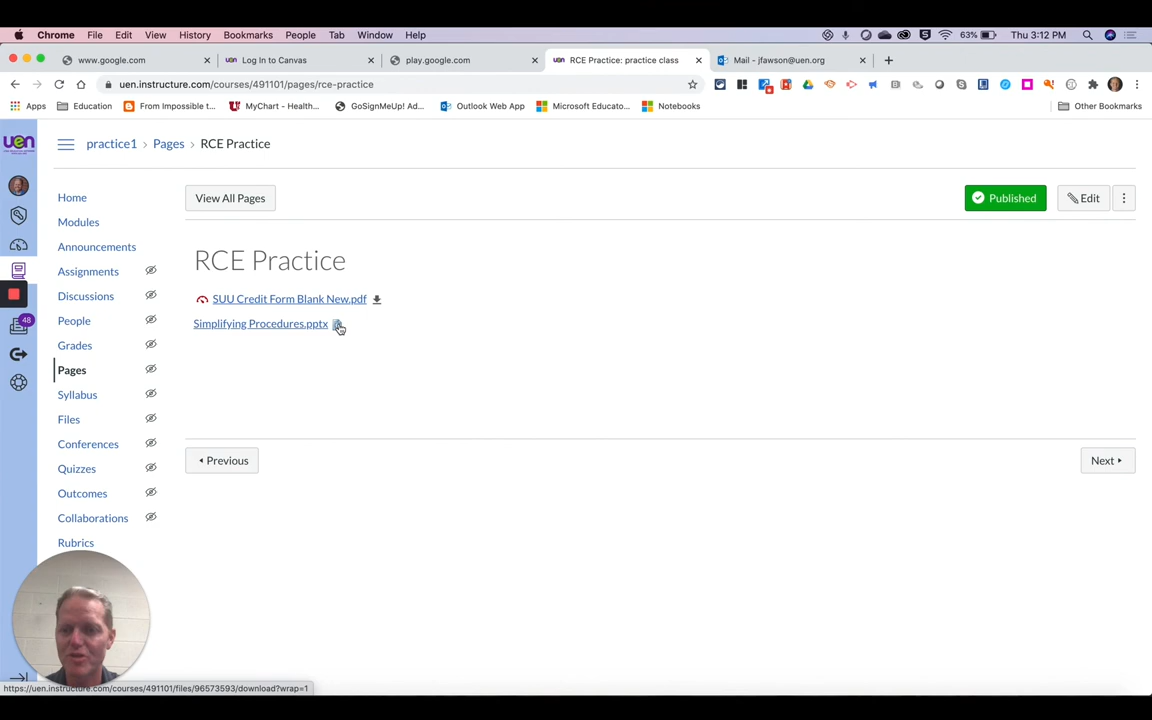 Chrome File Edit View History Bookmarks People Tab Window Help 63% Thu 3:12 PM
www.google.com Log In to Canvas play.google.com RCE Practice: practice class Mail - jfawson@uen.org
uen.instructure.com/courses/491101/pages/rce-practice
Apps Education From Impossible t... MyChart - Health... GoSignMeUp! Ad... Outlook Web App Microsoft Educato... Notebooks Other Bookmarks
uen practice1 › Pages › RCE Practice
Home
View All Pages
Published Edit
Modules
Announcements
Assignments
Discussions
People
Grades
Pages
Syllabus
Files
Conferences
Quizzes
Outcomes
Collaborations
Rubrics
48
RCE Practice
SUU Credit Form Blank New.pdf
Simplifying Procedures.pptx
Previous
Next
https://uen.instructure.com/courses/491101/files/96573593/download?wrap=1